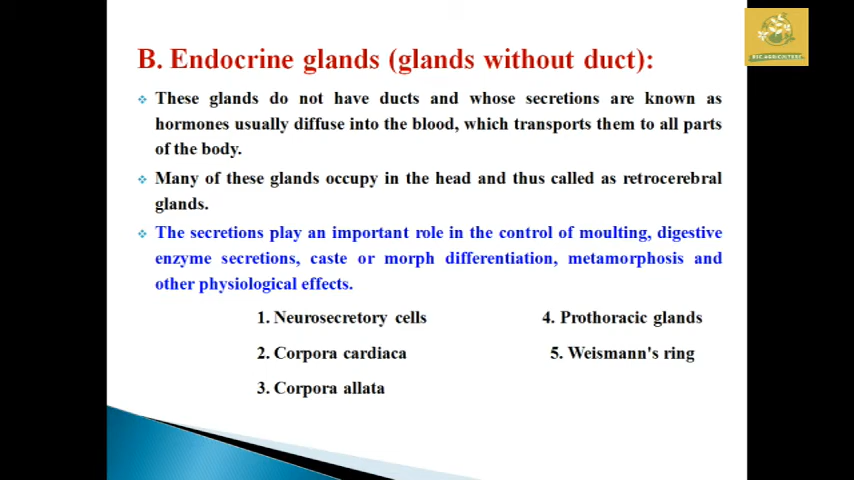 B. Endocrine glands (glands without duct):
These glands do not have ducts and whose secretions are known as
hormones usually diffuse into the blood, which transports them to all parts
of the body.
Many of these glands occupy in the head and thus called as retrocerebral
glands.
The secretions play an important role in the control of moulting, digestive
enzyme secretions, caste or morph differentiation, metamorphosis and
other physiological effects.
1. Neurosecretory cells
2. Corpora cardiaca
3. Corpora allata
4. Prothoracic glands
5. Weismann's ring
BSC.AGRICULTURE